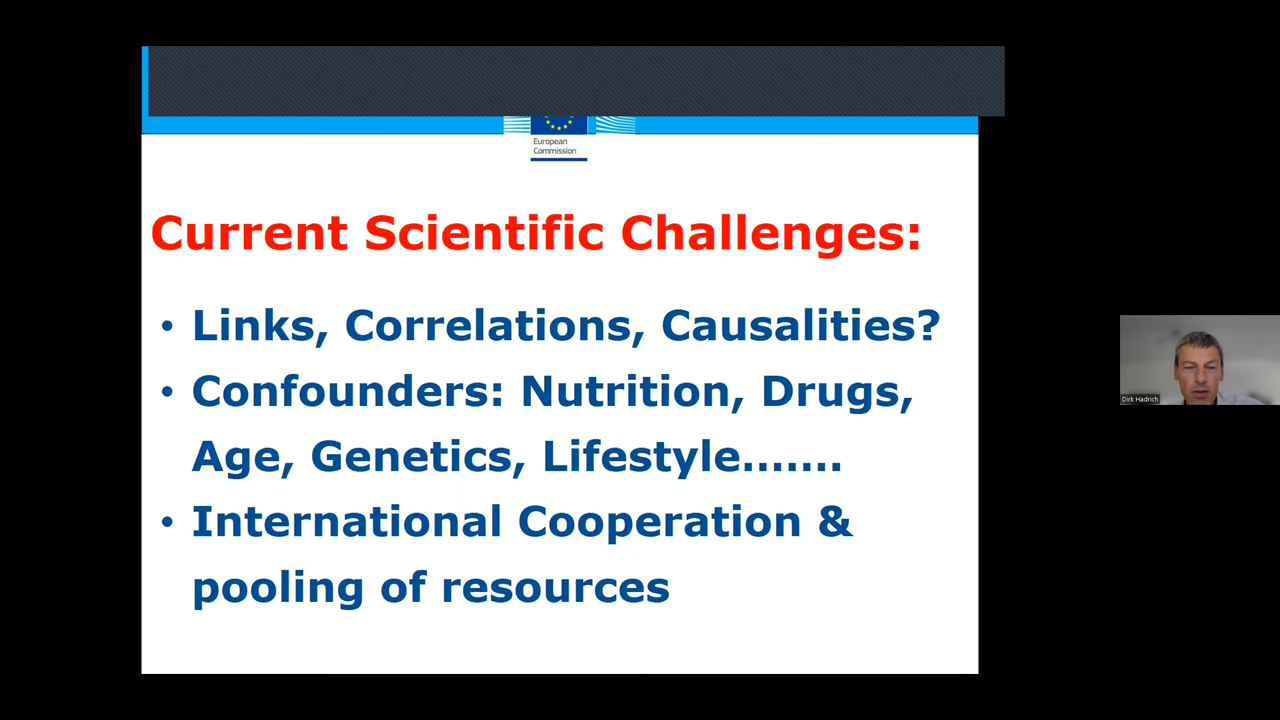 European
Commission
Current Scientific Challenges:
• Links, Correlations, Causalities?
• Confounders: Nutrition, Drugs,
Age, Genetics, Lifestyle.......
• International Cooperation &
pooling of resources
Dirk Hadrich